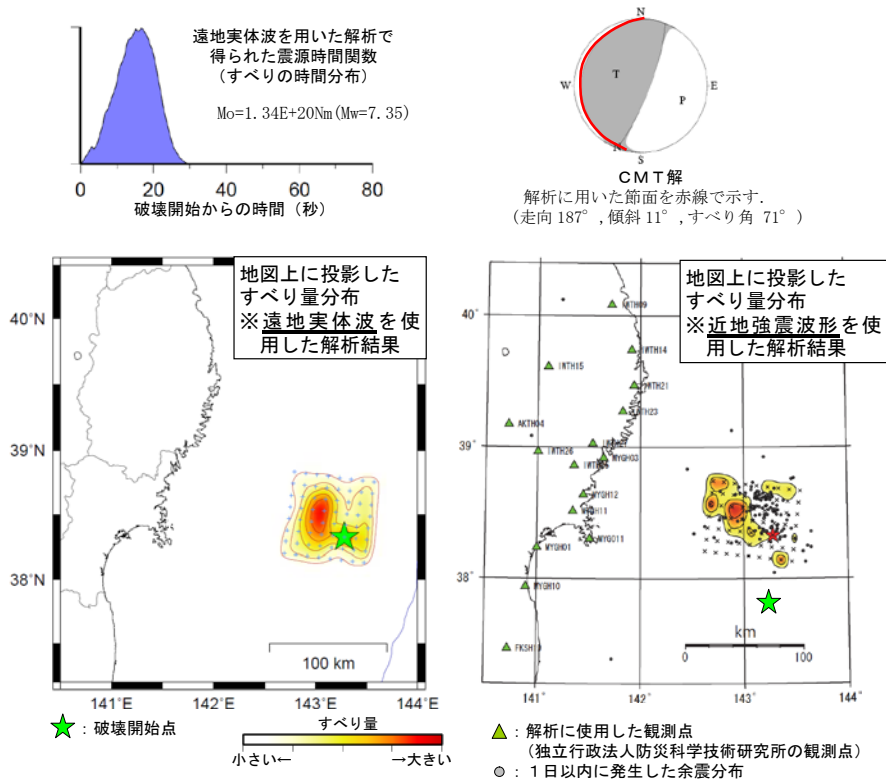 遠地実体波を用いた解析で
得られた震源時間関数
(すべりの時間分布)
Mo=1.34E+20Nm(Mw=7.35)
0 20 40 60 80
破壊開始からの時間（秒）
N
W
T
P
E
N
S
ＣＭＴ解
解析に用いた節面を赤線で示す.
(走向187°,傾斜11°,すべり角 71°)
地図上に投影した
すべり量分布
※遠地実体波を使
用した解析結果
40°N
39°N
38°N
100 km
141°E 142°E 143°E 144°E
★：破壊開始点
すべり量
小さい← →大きい
地図上に投影した
すべり量分布
※近地強震波形を使
用した解析結果
40°
39°
38°
IWTH14
IWTH15
IWTH21
AKTH04
IWTH26
MYGH03
MYGH12
MYGO11
MYGH01
MYGH10
km
0 100
141° 142° 143° 144°
▲：解析に使用した観測点
(独立行政法人防災科学技術研究所の観測点)
：１日以内に発生した余震分布